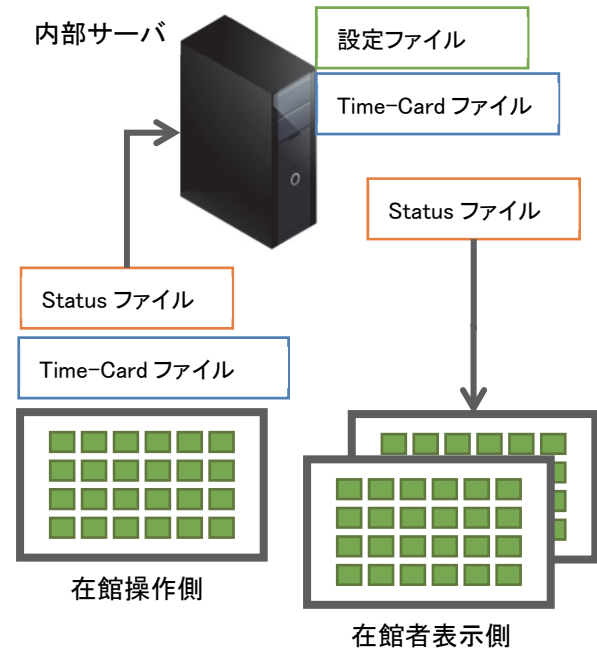 内部サーバ
設定ファイル
Time-Card ファイル
Status ファイル
Status ファイル
Time-Card ファイル
在館操作側
在館者表示側